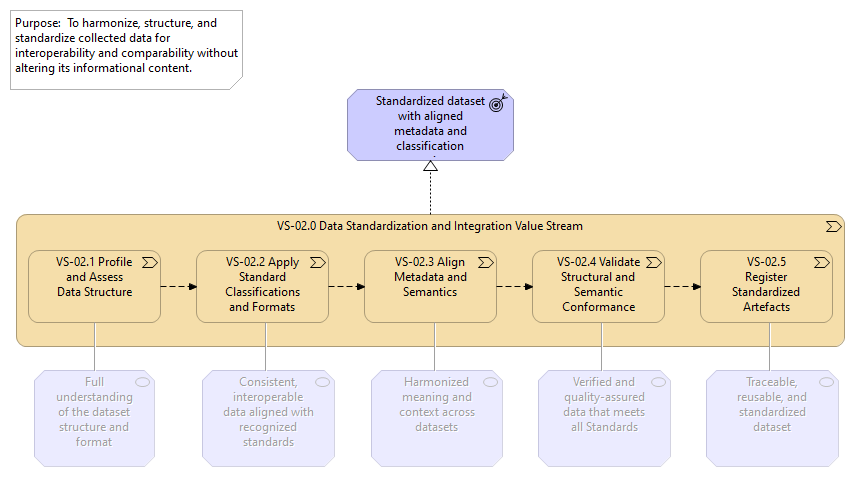 Purpose:  To harmonize, structure, and
standardize collected data for
interoperability and comparability without
altering its informational content.
Standardized dataset
with aligned
metadata and
classification
.
VS-02.0 Data Standardization and Integration Value Stream
VS-02.1 Profile
and Assess
Data Structure
VS-02.2 Apply
Standard
Classifications
and Formats
VS-02.3 Align
Metadata and
Semantics
VS-02.4 Validate
Structural and
Semantic
Conformance
VS-02.5
Register
Standardized
Artefacts
Full
understanding
of the dataset
structure and
format
Consistent,
interoperable
data aligned with
recognized
standards
Harmonized
meaning and
context across
datasets
Verified and
quality-assured
data that meets
all Standards
Traceable,
reusable, and
standardized
dataset